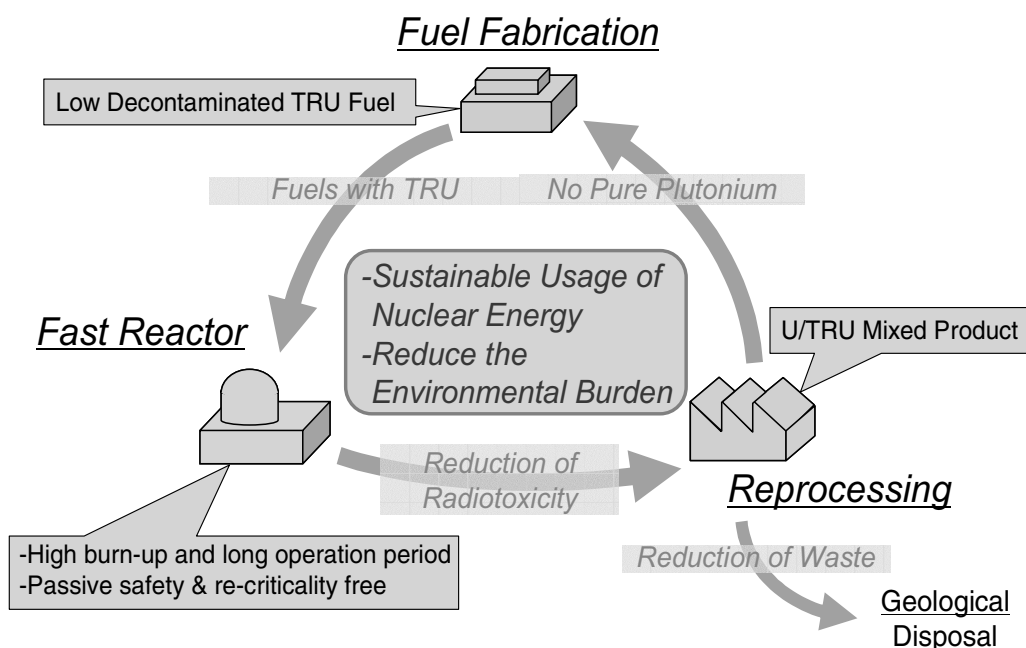 Fuel Fabrication
Low Decontaminated TRU Fuel
Fuels with TRU
No Pure Plutonium
-Sustainable Usage of
Nuclear Energy
-Reduce the
Environmental Burden
Fast Reactor
U/TRU Mixed Product
Reduction of
Radiotoxicity
Reprocessing
-High burn-up and long operation period
-Passive safety & re-criticality free
Reduction of Waste
Geological
Disposal